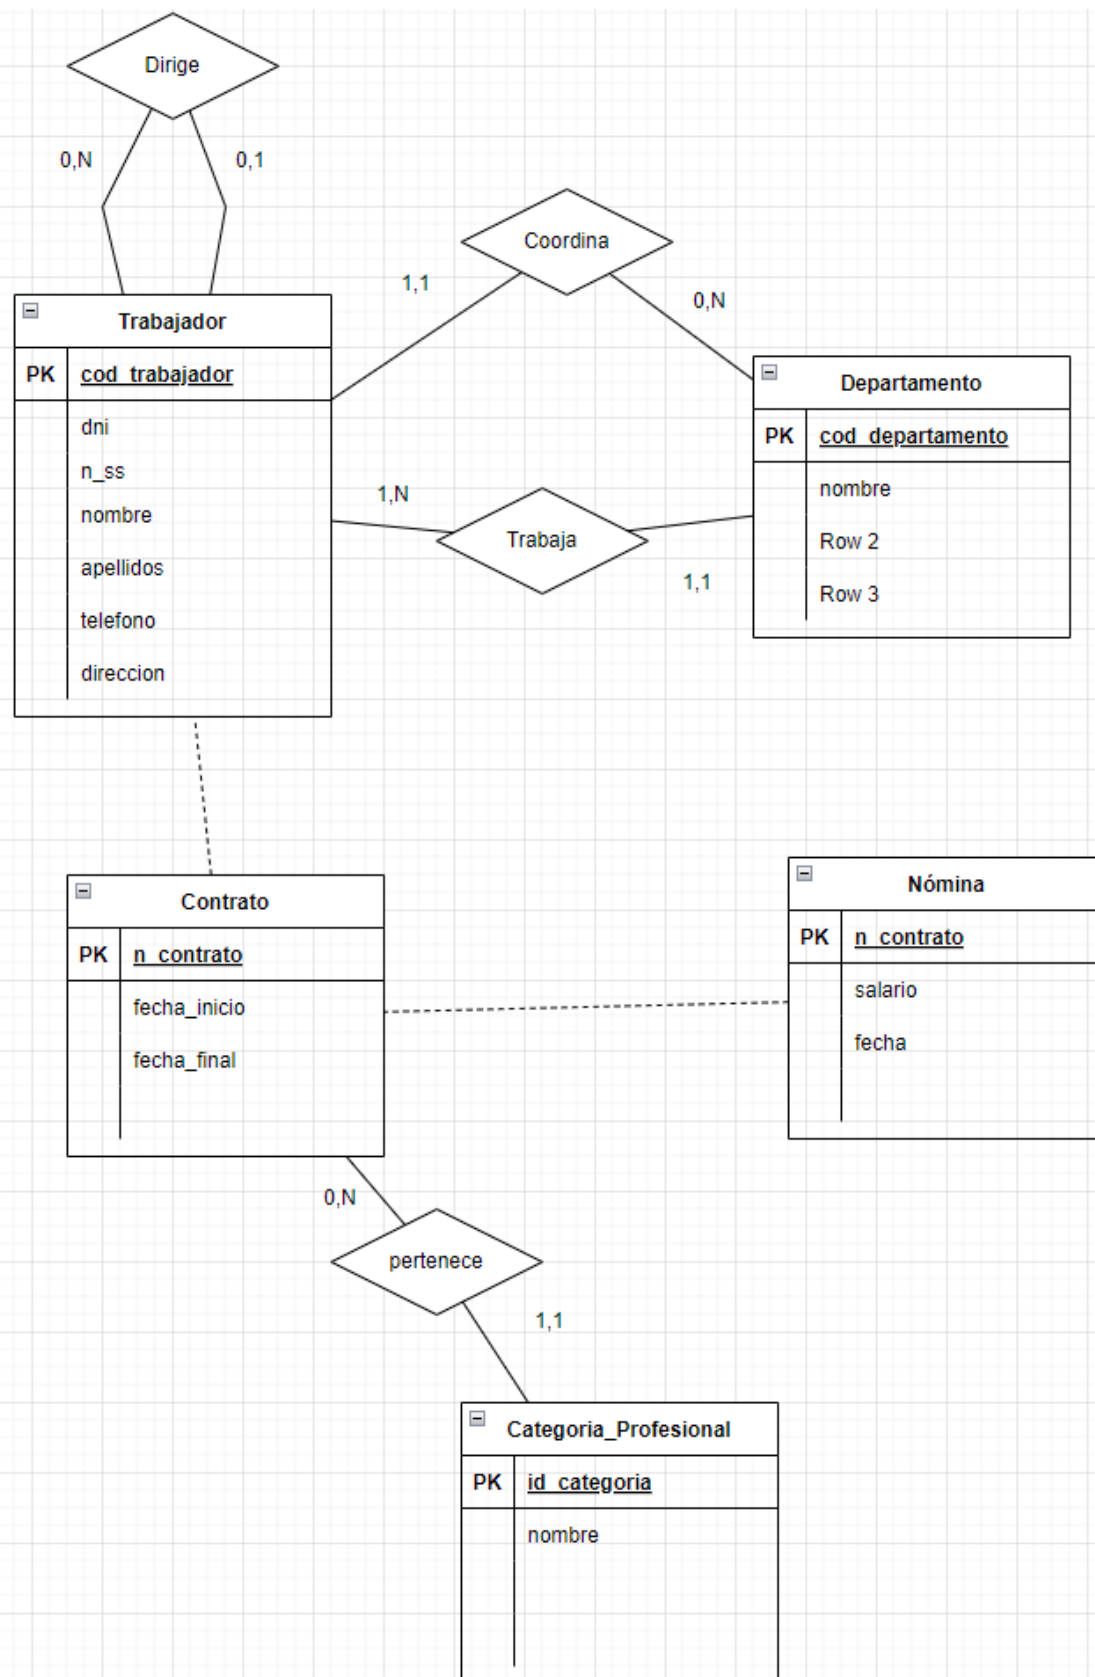 Dirige
0,N
0,1
Coordina
1,1
0,N
Trabajador
PK cod_trabajador
dni
n_ss
nombre
apellidos
telefono
direccion
Departamento
PK cod_departamento
nombre
Row 2
Row 3
1,N
Trabaja
1,1
Contrato
PK n_contrato
fecha_inicio
fecha_final
Nómina
PK n_contrato
salario
fecha
0,N
pertenece
1,1
Categoria_Profesional
PK id_categoria
nombre